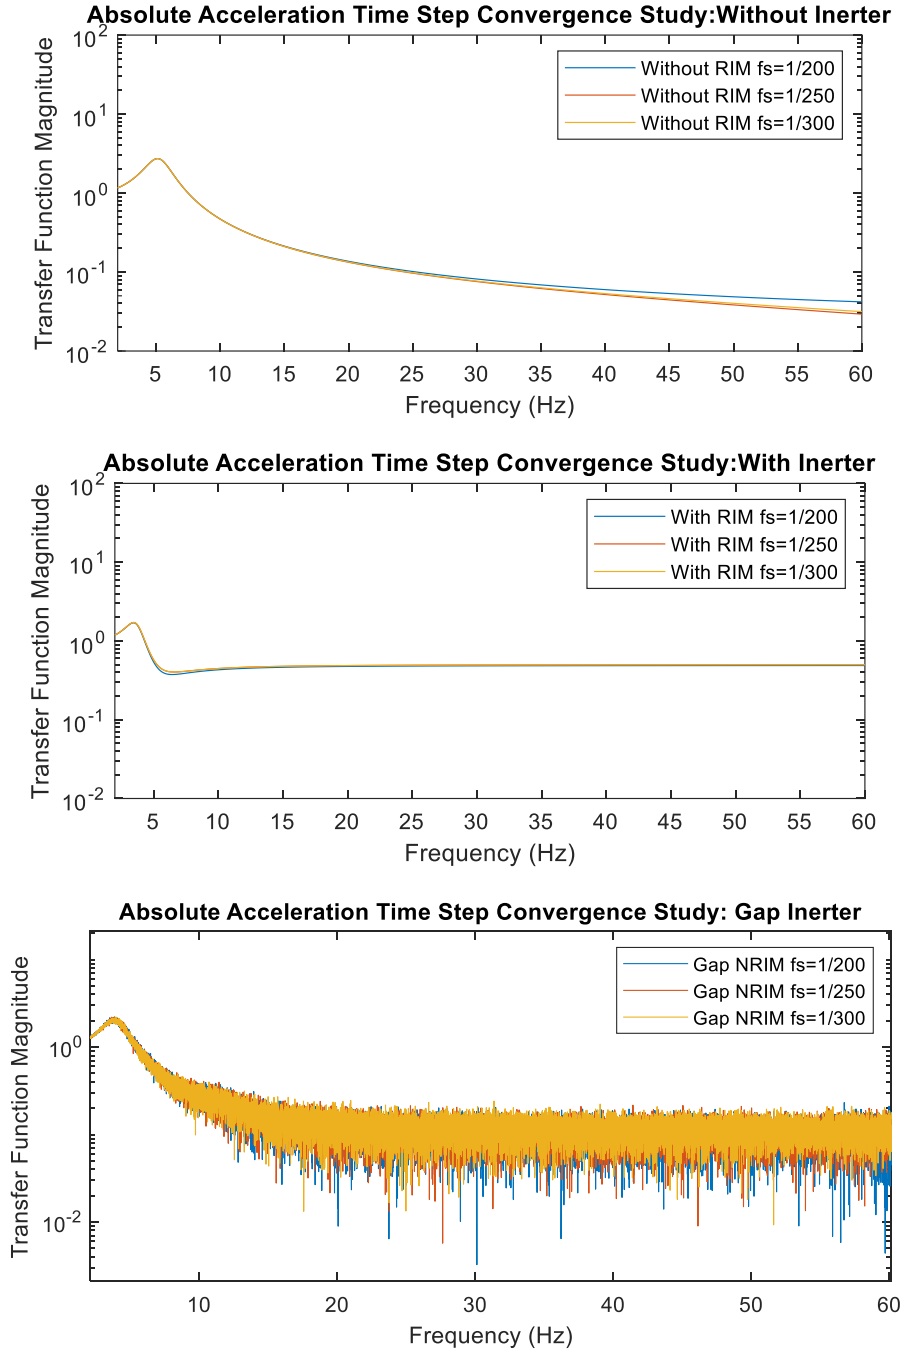 Absolute Acceleration Time Step Convergence Study:Without Inerter
Transfer Function Magnitude
10^2
10^1
10^0
10^-1
10^-2
Without RIM fs=1/200
Without RIM fs=1/250
Without RIM fs=1/300
5 10 15 20 25 30 35 40 45 50 55 60
Frequency (Hz)
Absolute Acceleration Time Step Convergence Study:With Inerter
Transfer Function Magnitude
10^2
10^1
10^0
10^-1
10^-2
With RIM fs=1/200
With RIM fs=1/250
With RIM fs=1/300
5 10 15 20 25 30 35 40 45 50 55 60
Frequency (Hz)
Absolute Acceleration Time Step Convergence Study: Gap Inerter
Transfer Function Magnitude
10^0
10^-2
Gap NRIM fs=1/200
Gap NRIM fs=1/250
Gap NRIM fs=1/300
10 20 30 40 50 60
Frequency (Hz)